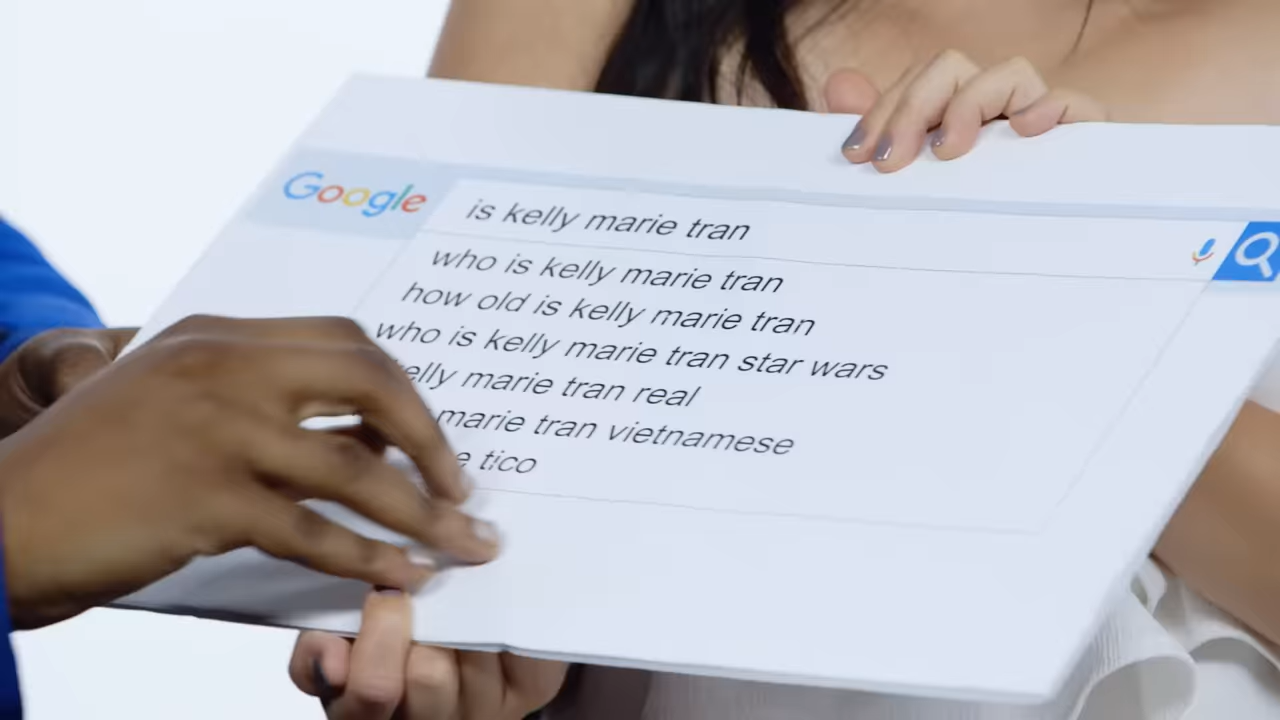 Google
is kelly marie tran
who is kelly marie tran
how old is kelly marie tran
who is kelly marie tran star wars
kelly marie tran real
marie tran vietnamese
tico